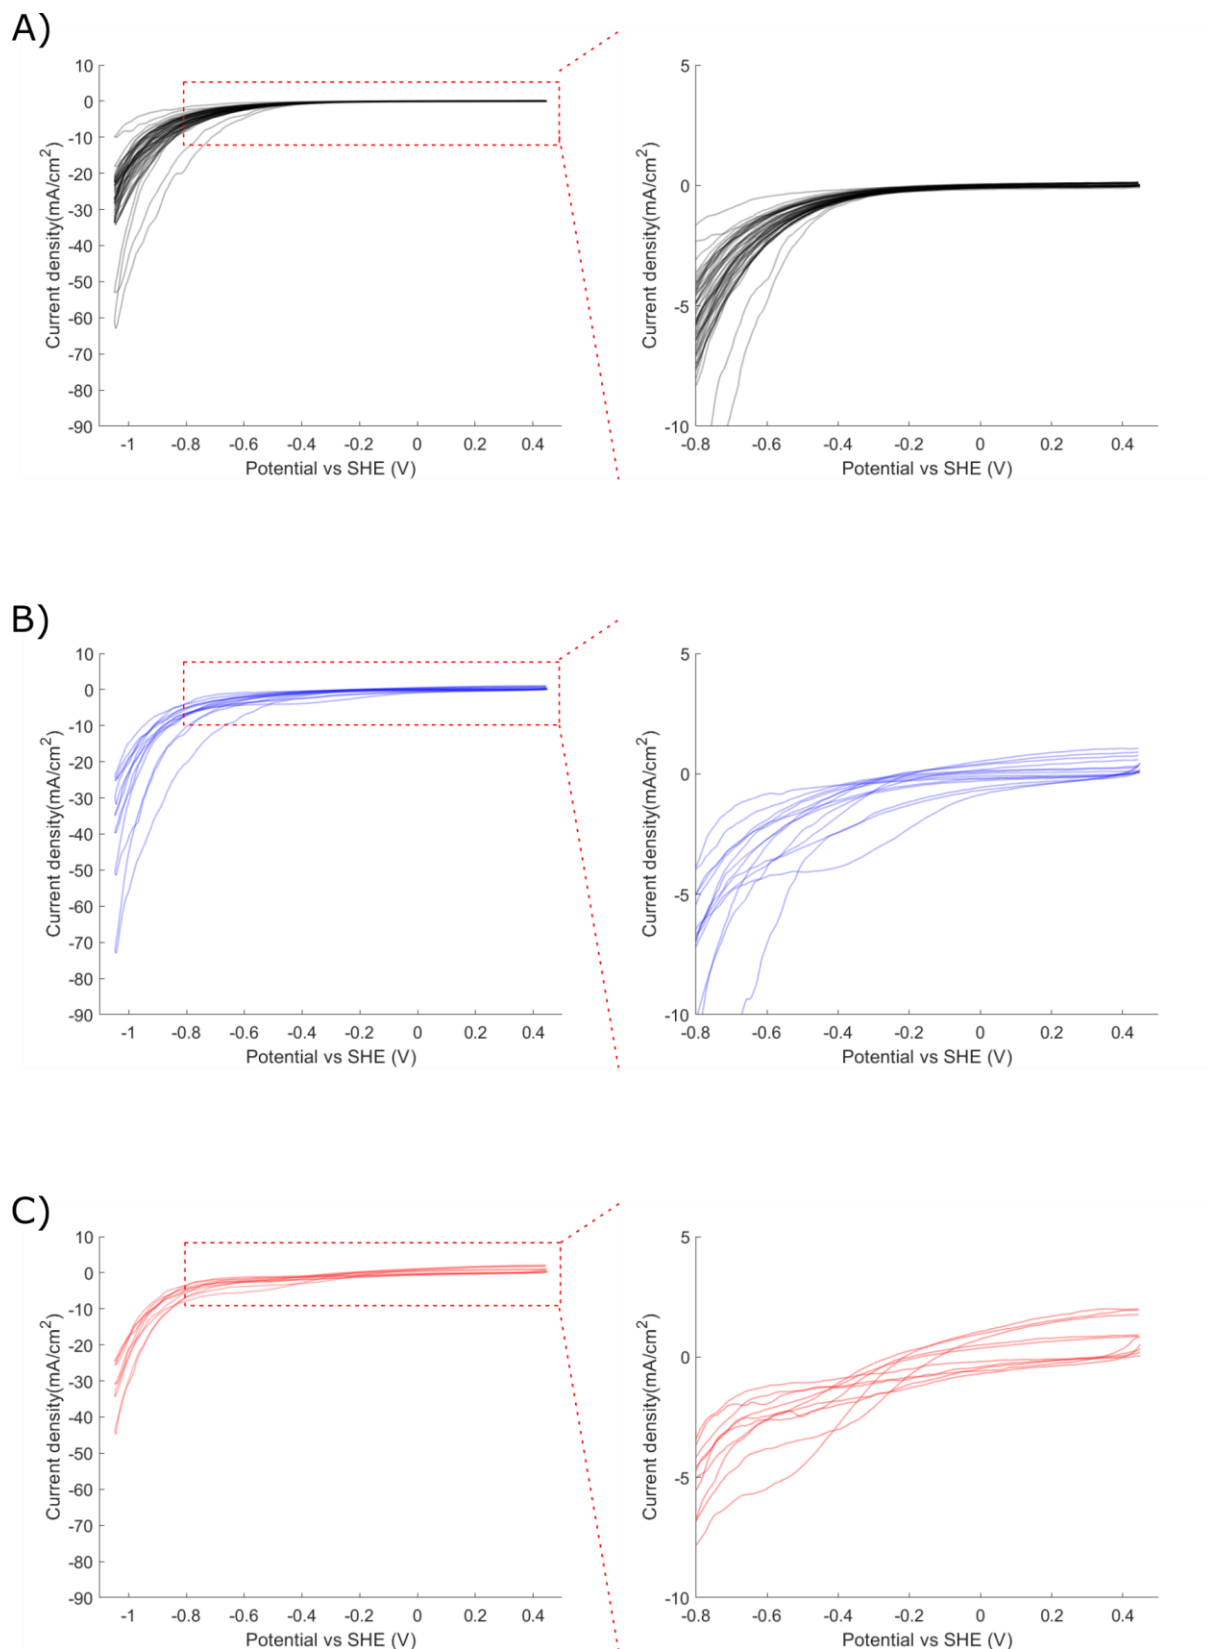 A)
10
0
-10
-20
-30
-40
-50
-60
-70
-80
-90
Current density(mA/cm²)
-1 -0.8 -0.6 -0.4 -0.2 0 0.2 0.4
Potential vs SHE (V)
5
0
-5
-10
Current density(mA/cm²)
-0.8 -0.6 -0.4 -0.2 0 0.2 0.4
Potential vs SHE (V)
B)
10
0
-10
-20
-30
-40
-50
-60
-70
-80
-90
Current density(mA/cm²)
-1 -0.8 -0.6 -0.4 -0.2 0 0.2 0.4
Potential vs SHE (V)
5
0
-5
-10
Current density(mA/cm²)
-0.8 -0.6 -0.4 -0.2 0 0.2 0.4
Potential vs SHE (V)
C)
10
0
-10
-20
-30
-40
-50
-60
-70
-80
-90
Current density(mA/cm²)
-1 -0.8 -0.6 -0.4 -0.2 0 0.2 0.4
Potential vs SHE (V)
5
0
-5
-10
Current density(mA/cm²)
-0.8 -0.6 -0.4 -0.2 0 0.2 0.4
Potential vs SHE (V)